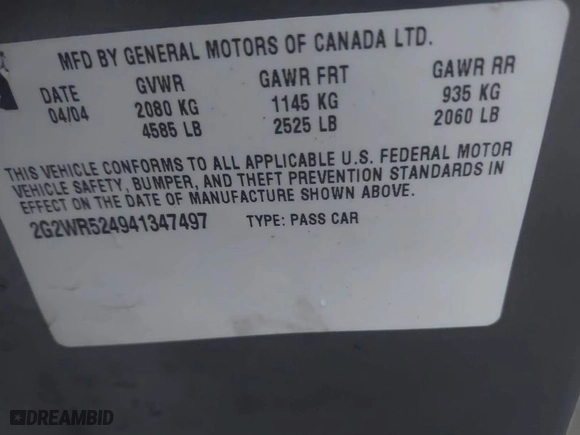 MFD BY GENERAL MOTORS OF CANADA LTD.
DATE GVWR GAWR FRT GAWR RR
04/04 2080 KG 1145 KG 935 KG
4585 LB 2525 LB 2060 LB
THIS VEHICLE CONFORMS TO ALL APPLICABLE U.S. FEDERAL MOTOR
VEHICLE SAFETY, BUMPER, AND THEFT PREVENTION STANDARDS IN
EFFECT ON THE DATE OF MANUFACTURE SHOWN ABOVE.
2G2WR524941347497 TYPE: PASS CAR
DREAMBID